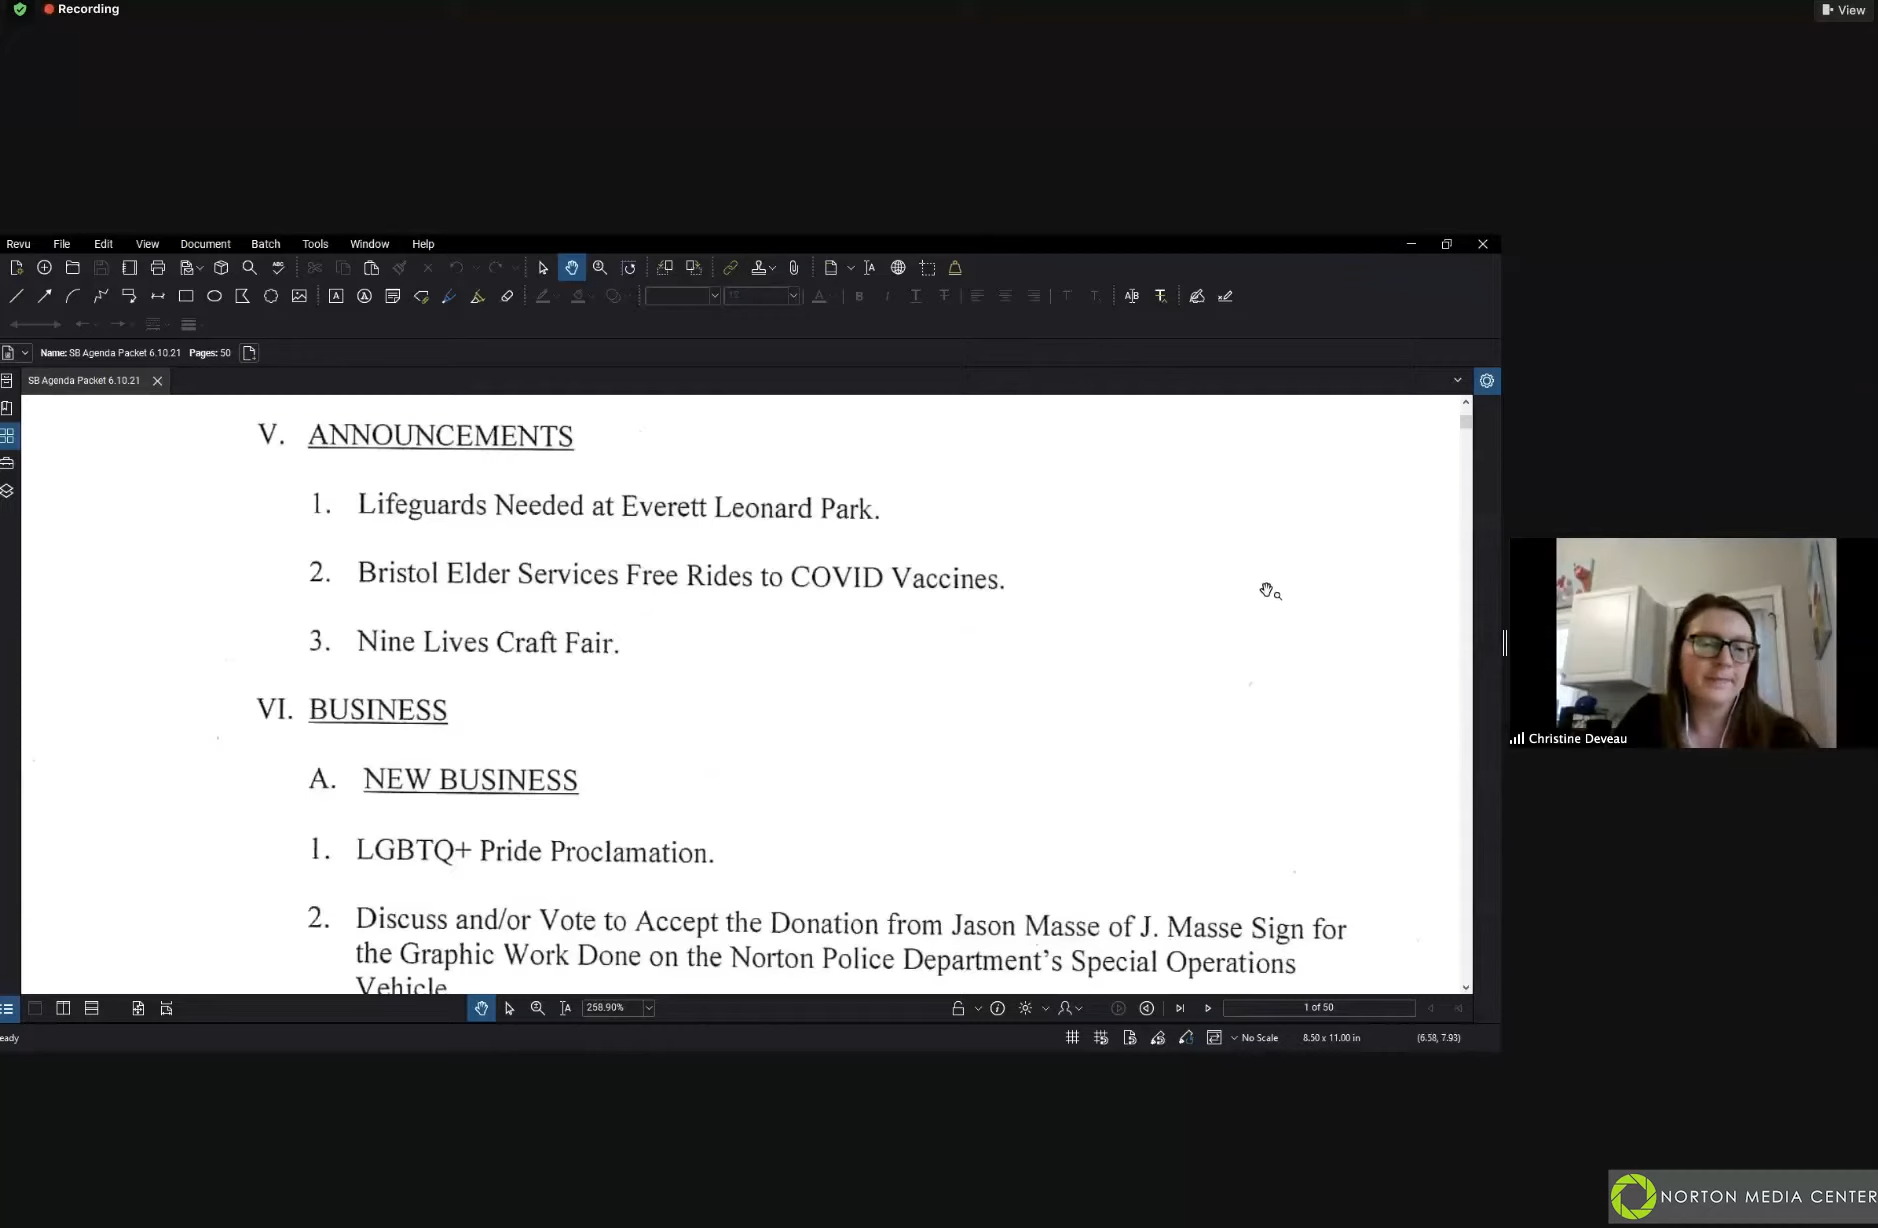 Recording
View
Revu File Edit View Document Batch Tools Window Help
Name: SB Agenda Packet 6.10.21 Pages: 50
SB Agenda Packet 6.10.21
V. ANNOUNCEMENTS
1. Lifeguards Needed at Everett Leonard Park.
2. Bristol Elder Services Free Rides to COVID Vaccines.
3. Nine Lives Craft Fair.
VI. BUSINESS
A. NEW BUSINESS
1. LGBTQ+ Pride Proclamation.
2. Discuss and/or Vote to Accept the Donation from Jason Masse of J. Masse Sign for
the Graphic Work Done on the Norton Police Department's Special Operations
Vehicle
Christine Deveau
258.90%
1 of 50
eady
No Scale 8.50 x 11.00 in (6.58, 7.93)
NORTON MEDIA CENTER